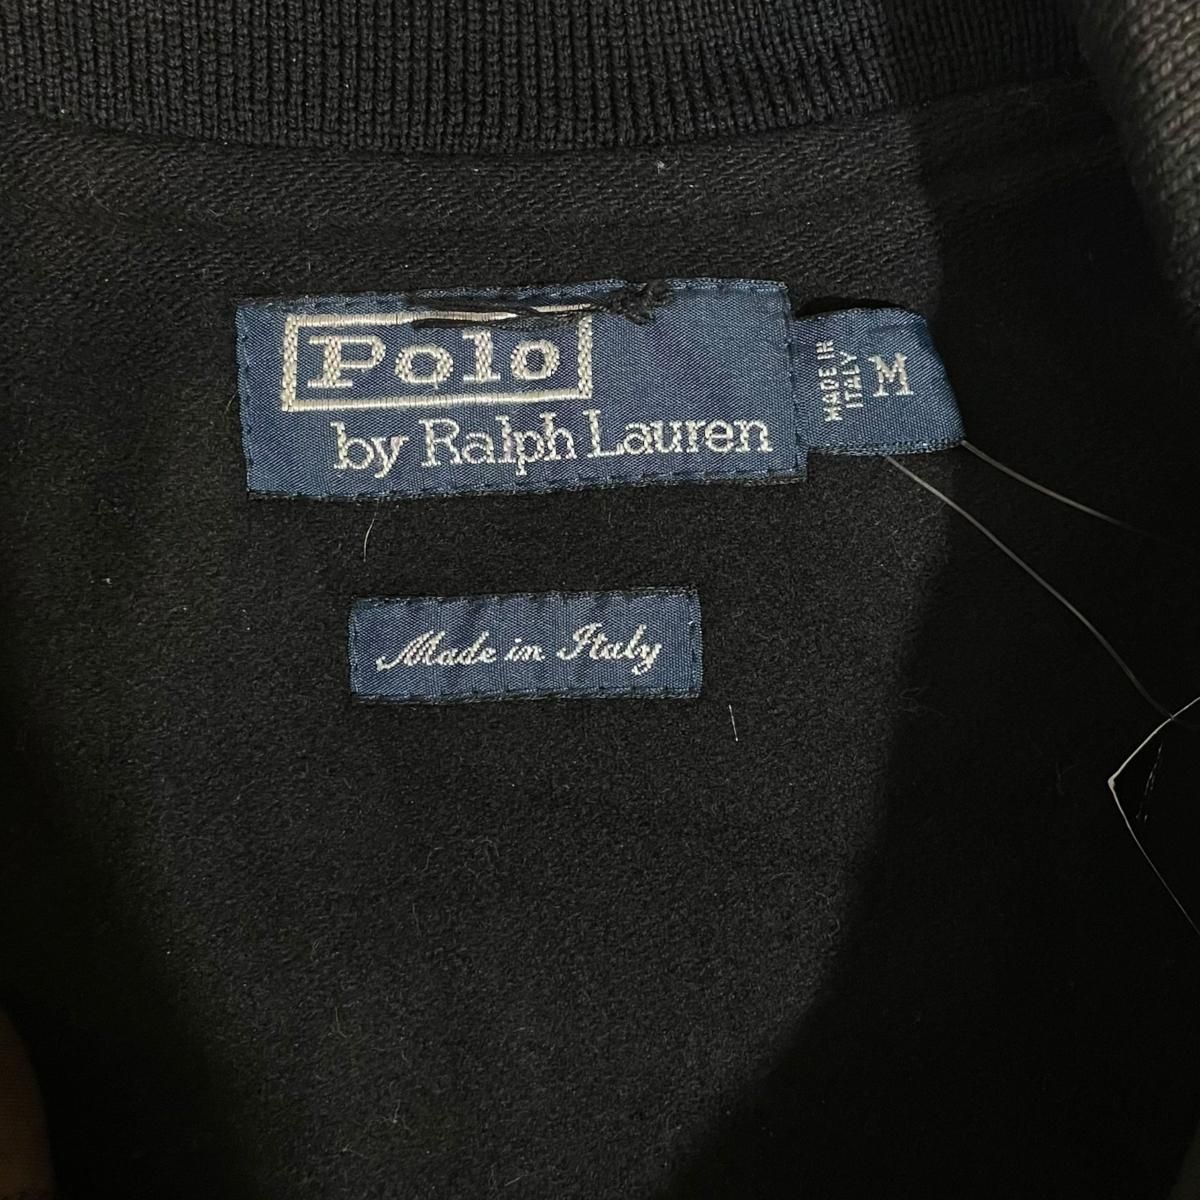 Polo
by Ralph Lauren
MADE IN
ITALY
M
Made in Italy